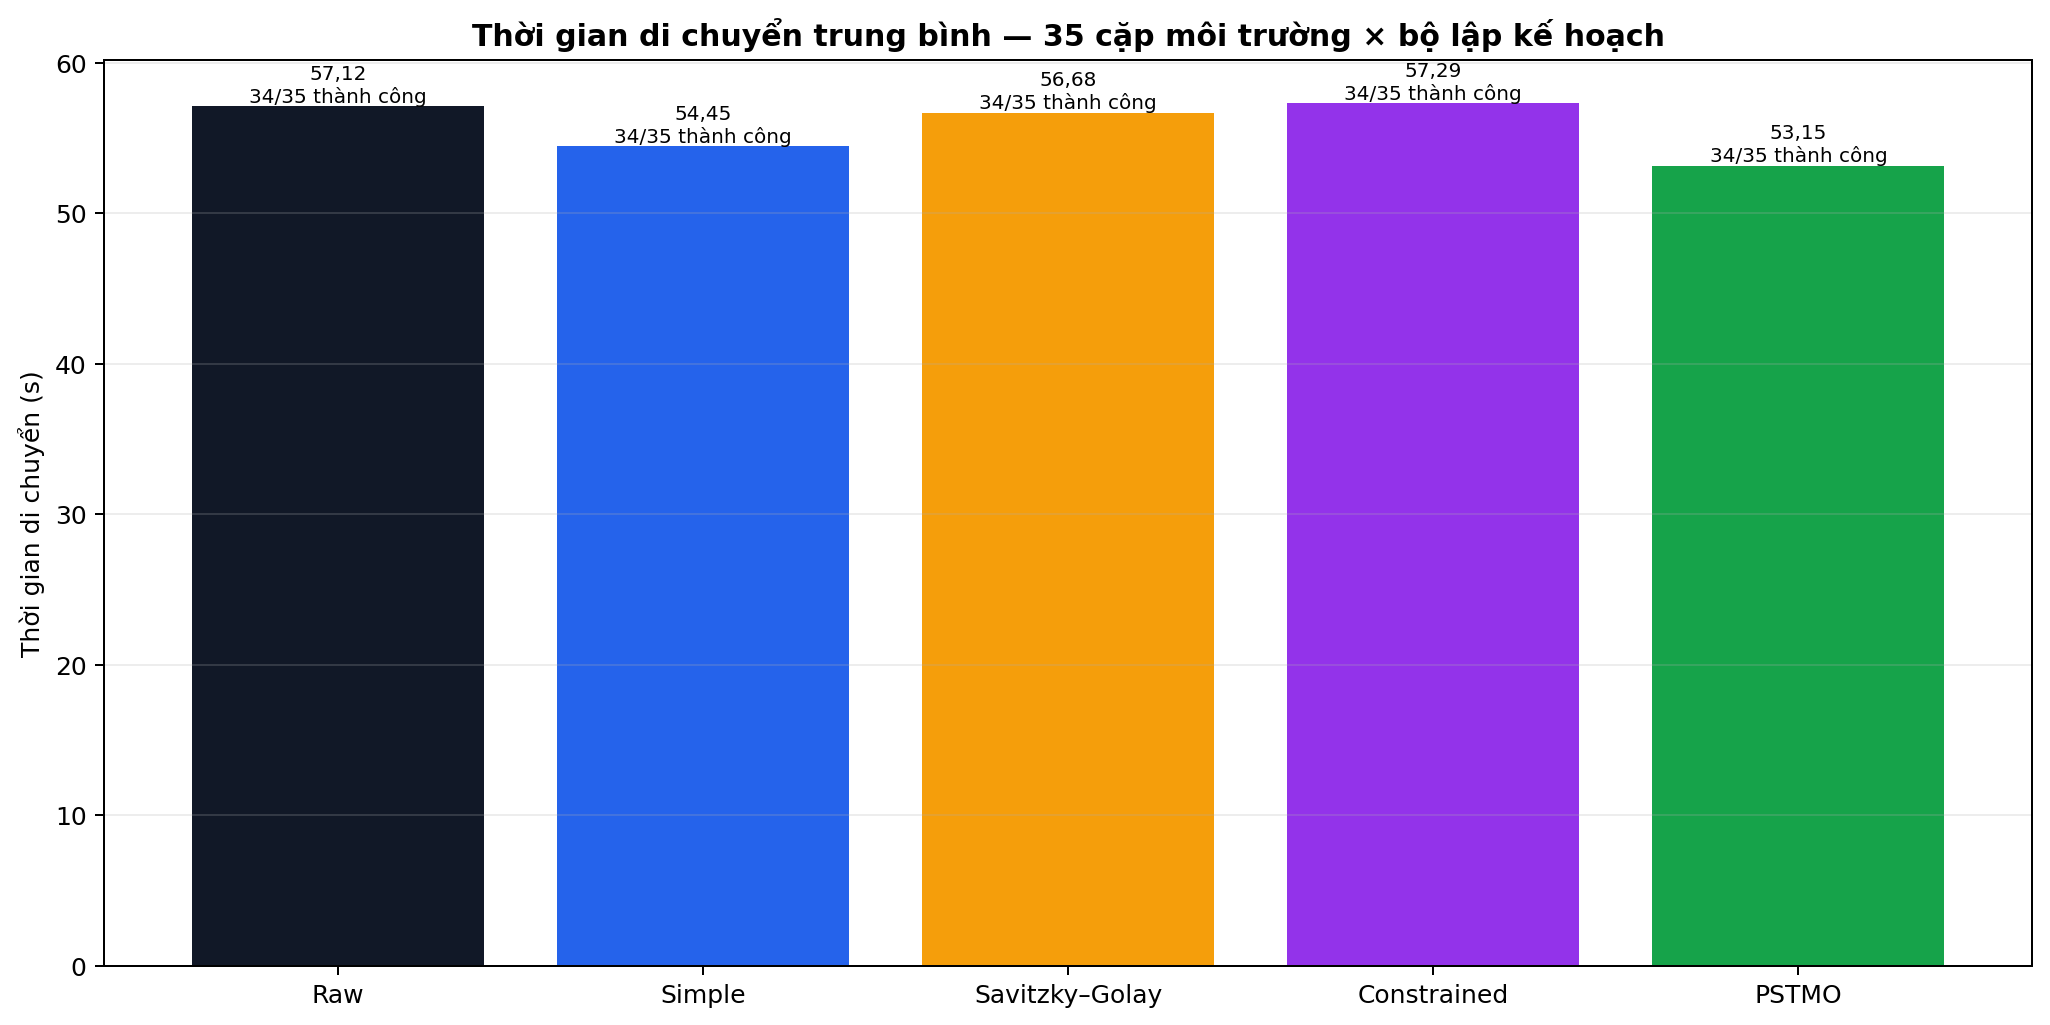 Thời gian di chuyển trung bình — 35 cặp môi trường × bộ lập kế hoạch
Thời gian di chuyển (s)
60
50
40
30
20
10
0
57,12
34/35 thành công
54,45
34/35 thành công
56,68
34/35 thành công
57,29
34/35 thành công
53,15
34/35 thành công
Raw
Simple
Savitzky–Golay
Constrained
PSTMO